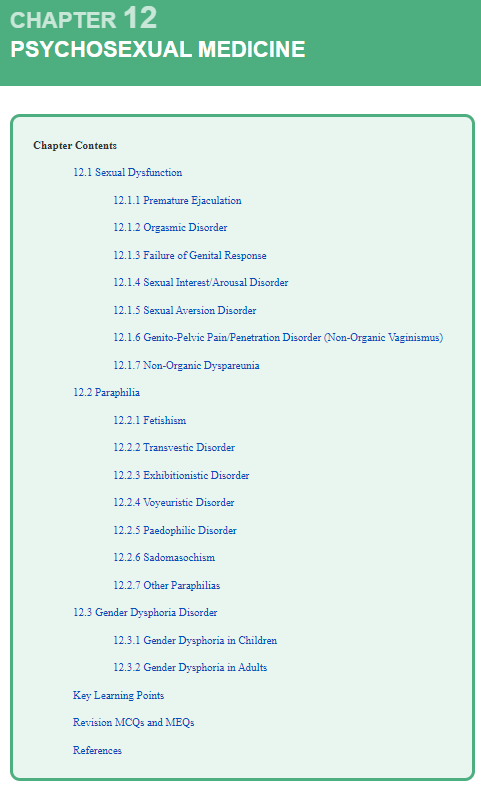 CHAPTER 12
PSYCHOSEXUAL MEDICINE
Chapter Contents
12.1 Sexual Dysfunction
12.1.1 Premature Ejaculation
12.1.2 Orgasmic Disorder
12.1.3 Failure of Genital Response
12.1.4 Sexual Interest/Arousal Disorder
12.1.5 Sexual Aversion Disorder
12.1.6 Genito-Pelvic Pain/Penetration Disorder (Non-Organic Vaginismus)
12.1.7 Non-Organic Dyspareunia
12.2 Paraphilia
12.2.1 Fetishism
12.2.2 Transvestic Disorder
12.2.3 Exhibitionistic Disorder
12.2.4 Voyeuristic Disorder
12.2.5 Paedophilic Disorder
12.2.6 Sadomasochism
12.2.7 Other Paraphilias
12.3 Gender Dysphoria Disorder
12.3.1 Gender Dysphoria in Children
12.3.2 Gender Dysphoria in Adults
Key Learning Points
Revision MCQs and MEQs
References